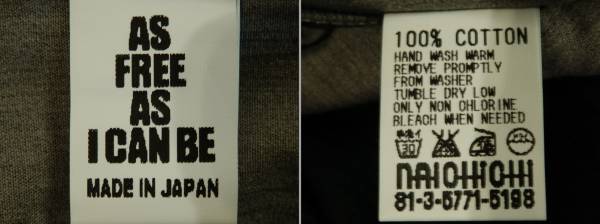 AS
FREE
AS
I CAN BE
MADE IN JAPAN
100% COTTON
HAND WASH WARM
REMOVE PROMPTLY
FROM WASHER
TUMBLE DRY LOW
ONLY NON CHLORINE
BLEACH WHEN NEEDED
30
NAICHICHI
81-3-5771-5198